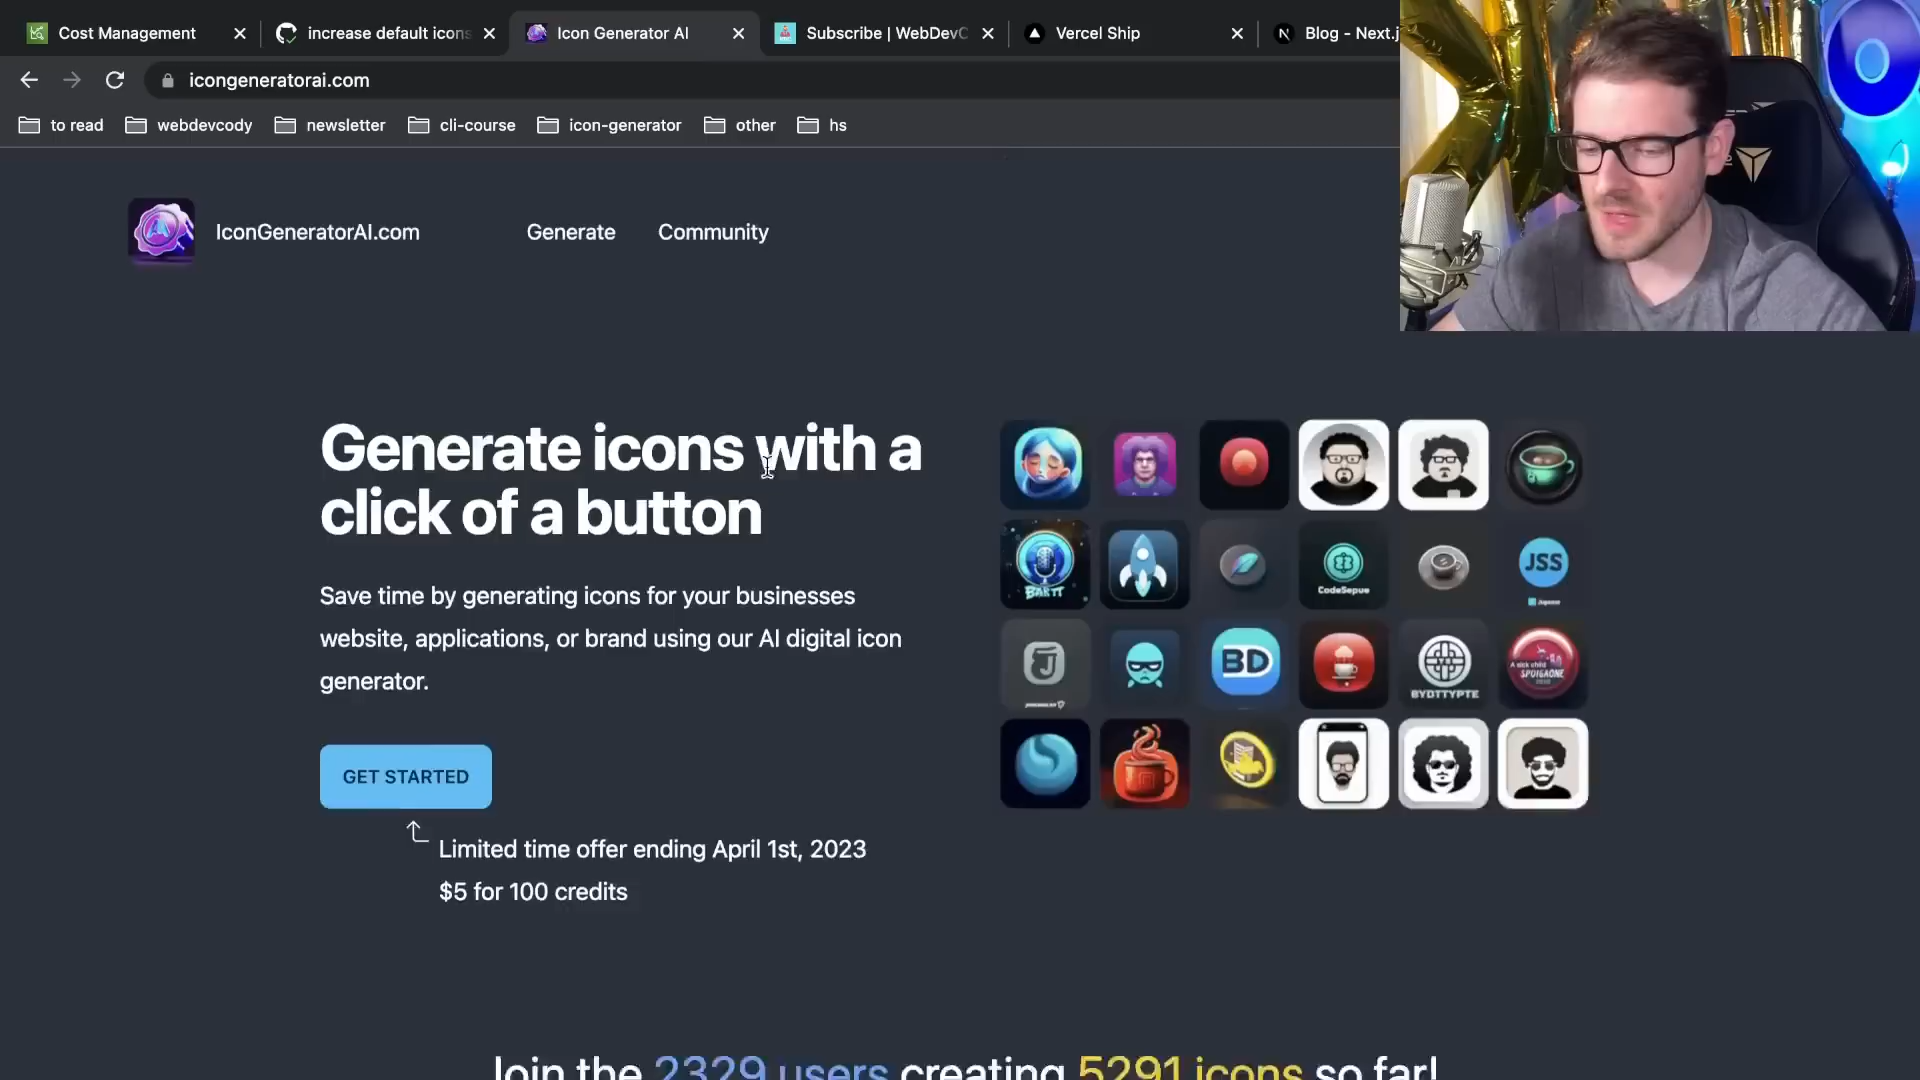 Cost Management
increase default icons
Icon Generator AI
Subscribe | WebDevC
Vercel Ship
Blog - Next.j
icongeneratorai.com
to read
webdevcody
newsletter
cli-course
icon-generator
other
hs
IconGeneratorAI.com
Generate
Community
Generate icons with a
click of a button
Save time by generating icons for your businesses
website, applications, or brand using our AI digital icon
generator.
GET STARTED
Limited time offer ending April 1st, 2023
$5 for 100 credits
CodeSepue
JSS
J
BD
BYDTTYPTE
A sick child
SPOIGAONE
Join the 2329 users creating 5291 icons so far!